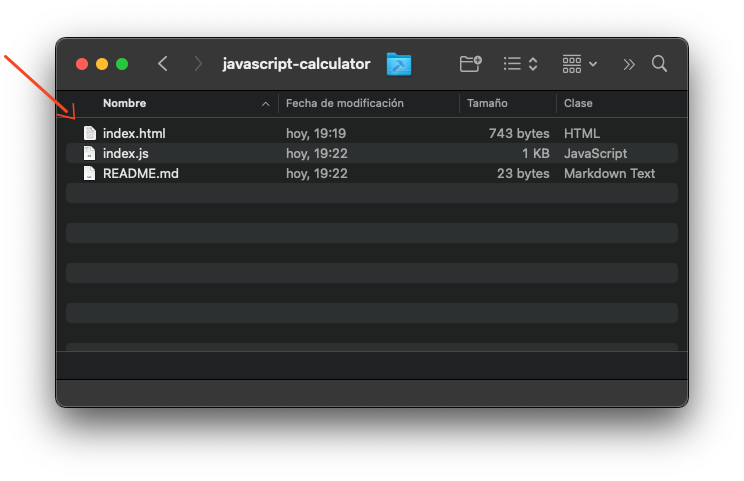 javascript-calculator
Nombre Fecha de modificación Tamaño Clase
index.html hoy, 19:19 743 bytes HTML
index.js hoy, 19:22 1 KB JavaScript
README.md hoy, 19:22 23 bytes Markdown Text